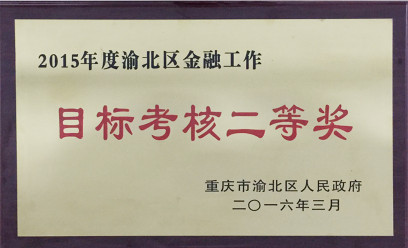 2015年度渝北区金融工作
目标考核二等奖
重庆市渝北区人民政府
二〇一六年三月